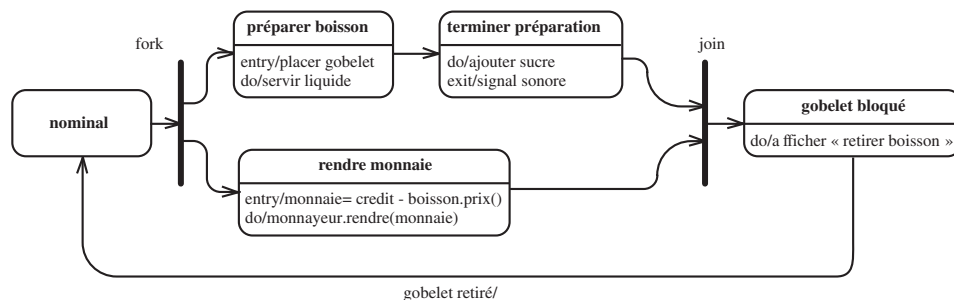 préparer boisson
entry/placer gobelet
do/servir liquide
terminer préparation
do/ajouter sucre
exit/signal sonore
fork
join
nominal
gobelet bloqué
do/a fficher « retirer boisson »
rendre monnaie
entry/monnaie= credit - boisson.prix()
do/monnayeur.rendre(monnaie)
gobelet retiré/